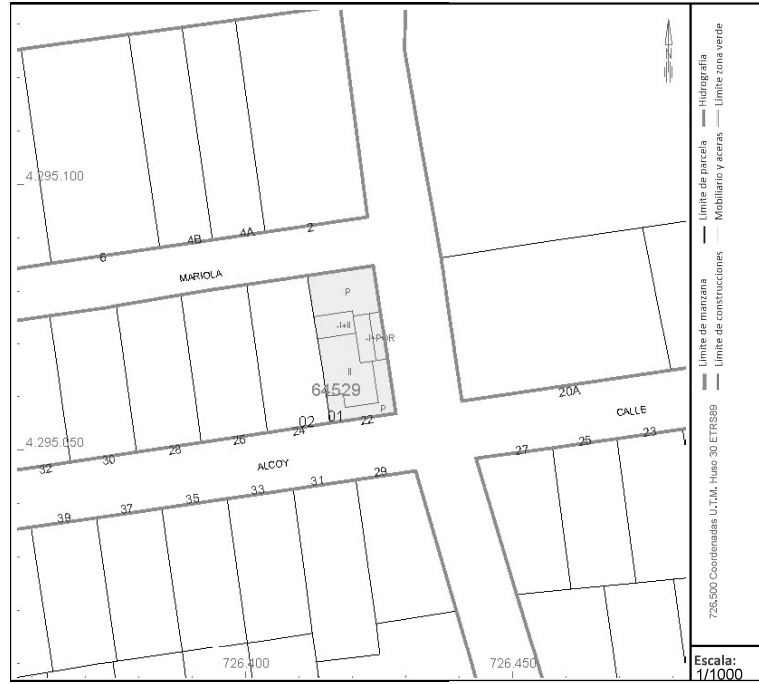 4.295.100
6
4B
4A
2
MARIOLA
P
-I+II
-I+POR
II
64529
P
02
01
22
20A
CALLE
4.295.050
32
30
28
26
24
ALCOY
27
25
23
39
37
35
33
31
29
726.400
726.450
N
726.500 Coordenadas U.T.M. Huso 30 ETRS89
Límite de manzana
Límite de parcela
Hidrografía
Límite de construcciones
Mobiliario y aceras
Límite zona verde
Escala:
1/1000